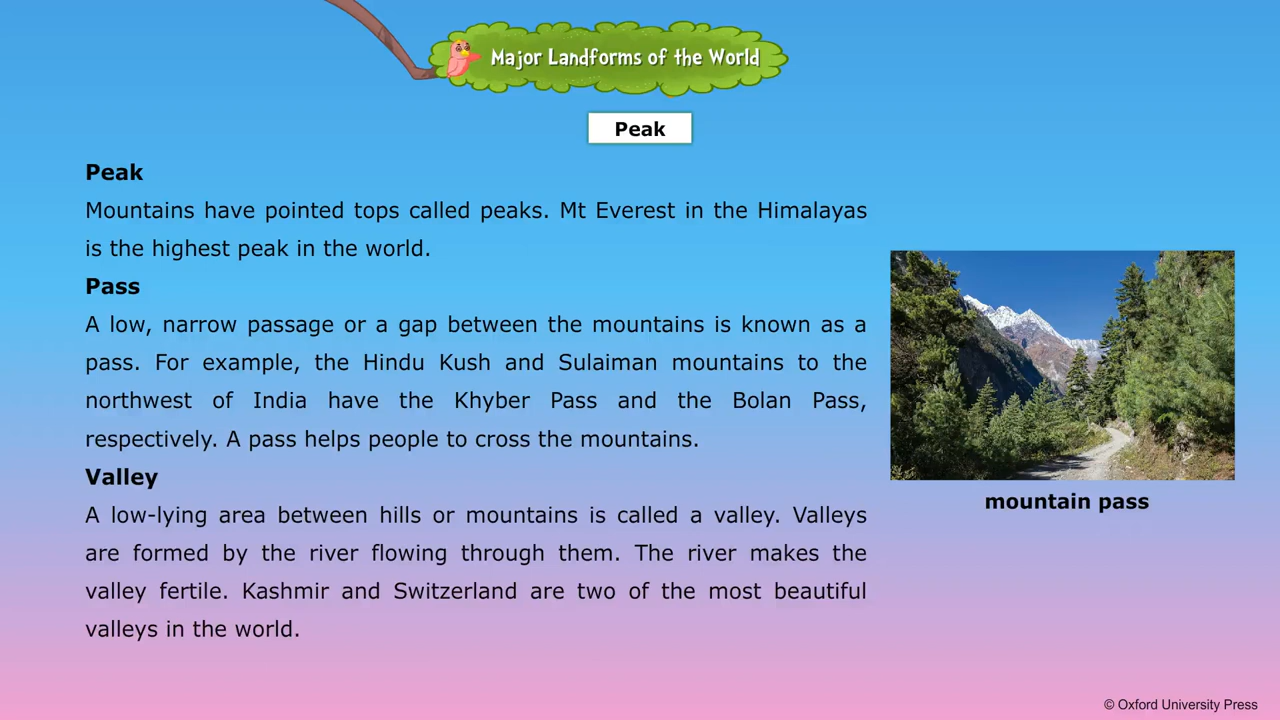 Major Landforms of the World
Peak
Peak
Mountains have pointed tops called peaks. Mt Everest in the Himalayas
is the highest peak in the world.
Pass
A low, narrow passage or a gap between the mountains is known as a
pass. For example, the Hindu Kush and Sulaiman mountains to the
northwest of India have the Khyber Pass and the Bolan Pass,
respectively. A pass helps people to cross the mountains.
Valley
A low-lying area between hills or mountains is called a valley. Valleys
are formed by the river flowing through them. The river makes the
valley fertile. Kashmir and Switzerland are two of the most beautiful
valleys in the world.
mountain pass
© Oxford University Press